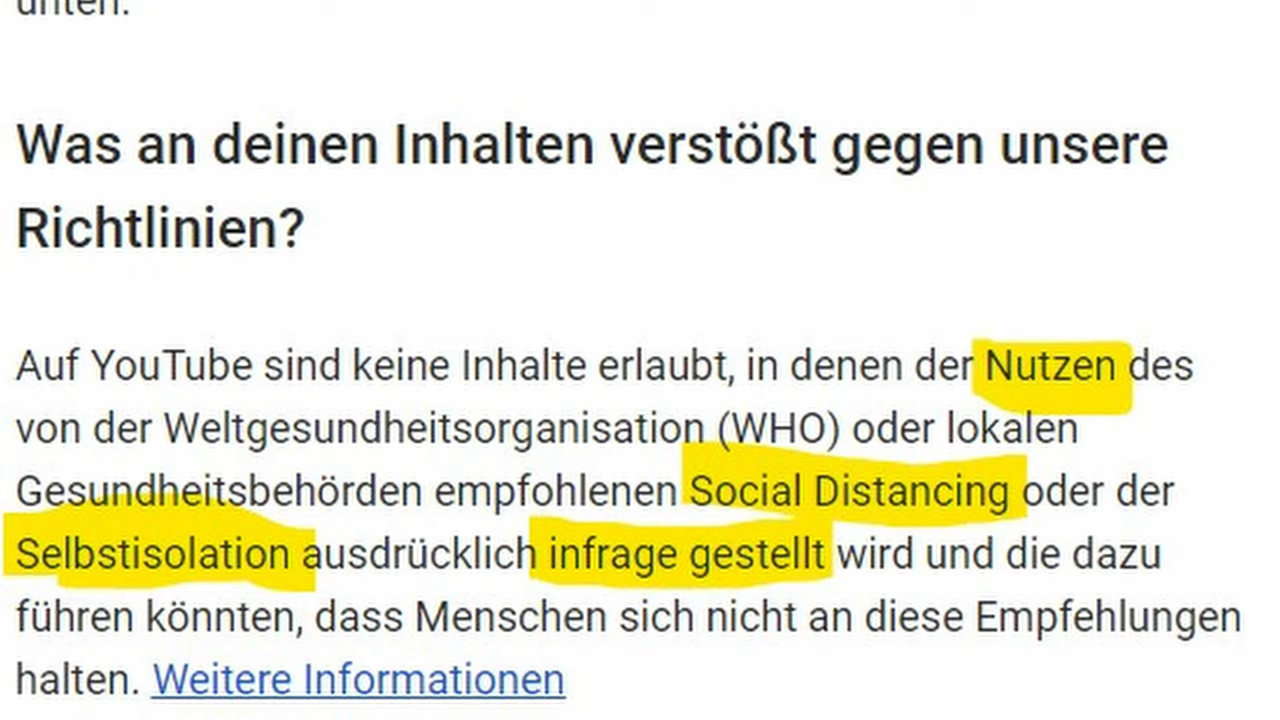 unten.
Was an deinen Inhalten verstößt gegen unsere
Richtlinien?
Auf YouTube sind keine Inhalte erlaubt, in denen der Nutzen des
von der Weltgesundheitsorganisation (WHO) oder lokalen
Gesundheitsbehörden empfohlenen Social Distancing oder der
Selbstisolation ausdrücklich infrage gestellt wird und die dazu
führen könnten, dass Menschen sich nicht an diese Empfehlungen
halten. Weitere Informationen